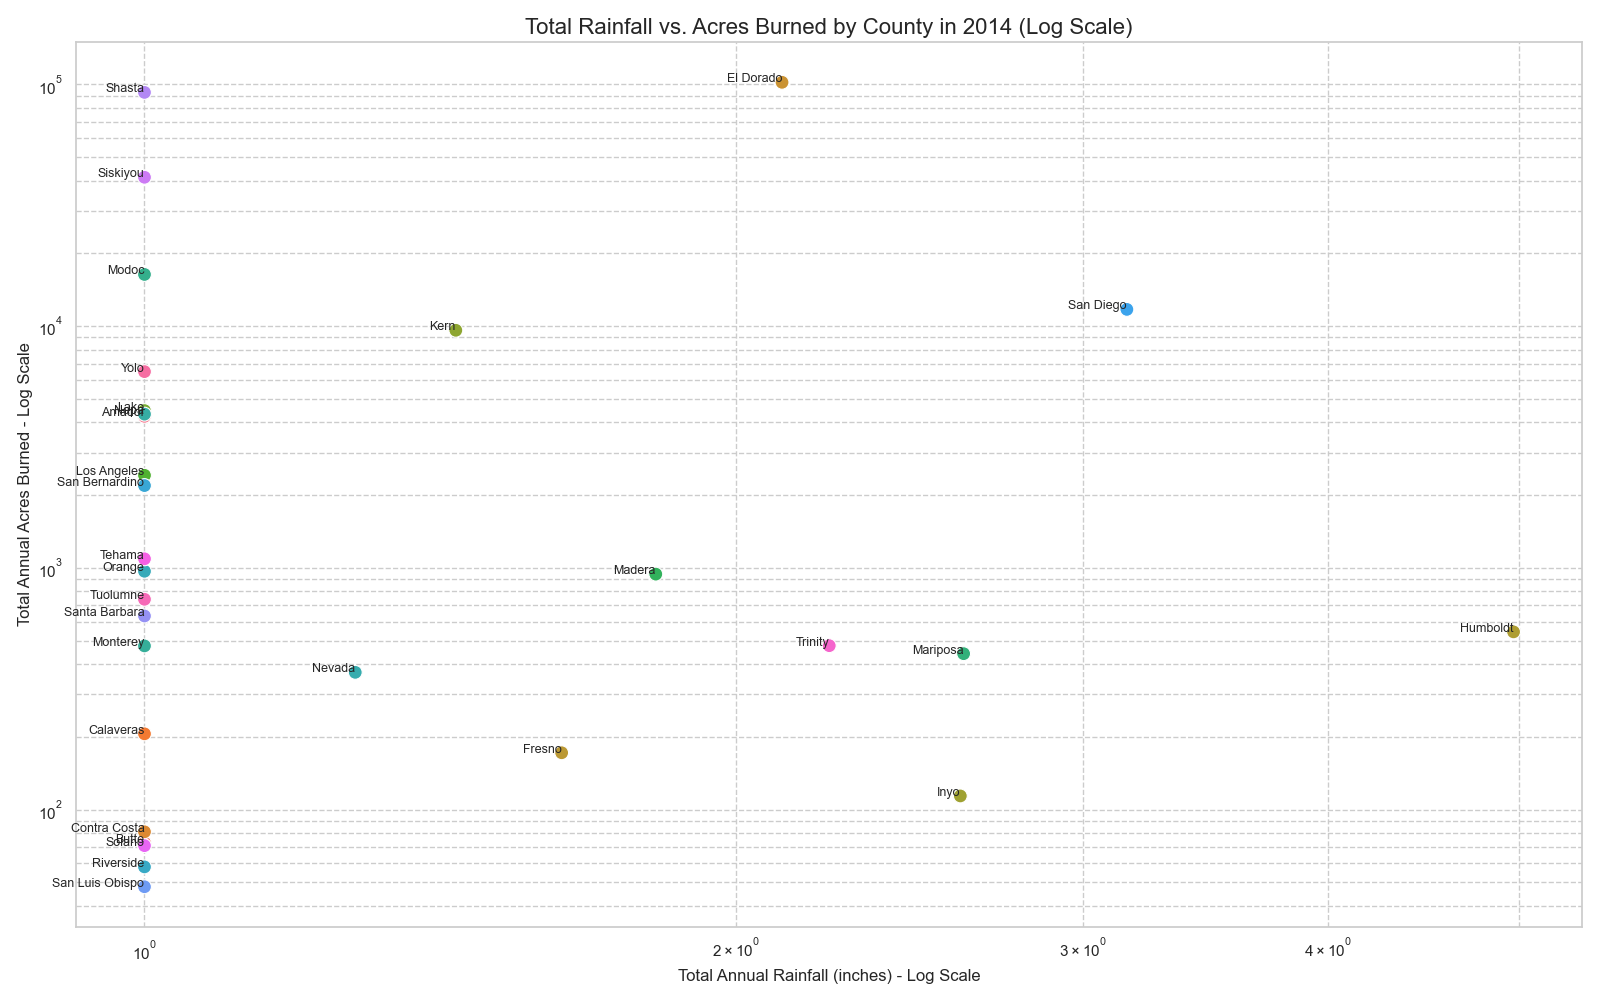 Total Rainfall vs. Acres Burned by County in 2014 (Log Scale)
El Dorado
10^5
Shasta
Siskiyou
Modoc
San Diego
10^4
Kern
Yolo
Lake
Amador
Total Annual Acres Burned - Log Scale
Los Angeles
San Bernardino
Tehama
10^3
Orange
Madera
Tuolumne
Santa Barbara
Humboldt
Monterey
Trinity
Mariposa
Nevada
Calaveras
Fresno
Inyo
10^2
Contra Costa
Butte
Solano
Riverside
San Luis Obispo
10^0
2 × 10^0
3 × 10^0
4 × 10^0
Total Annual Rainfall (inches) - Log Scale